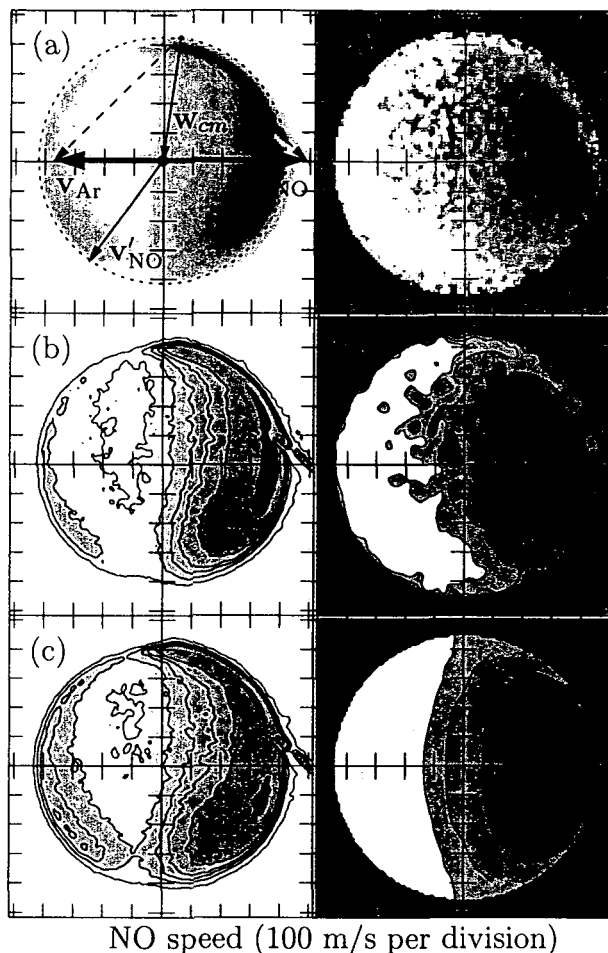 (a)
w_cm
v_Ar
NO
v'_NO
(b)
(c)
NO speed (100 m/s per division)